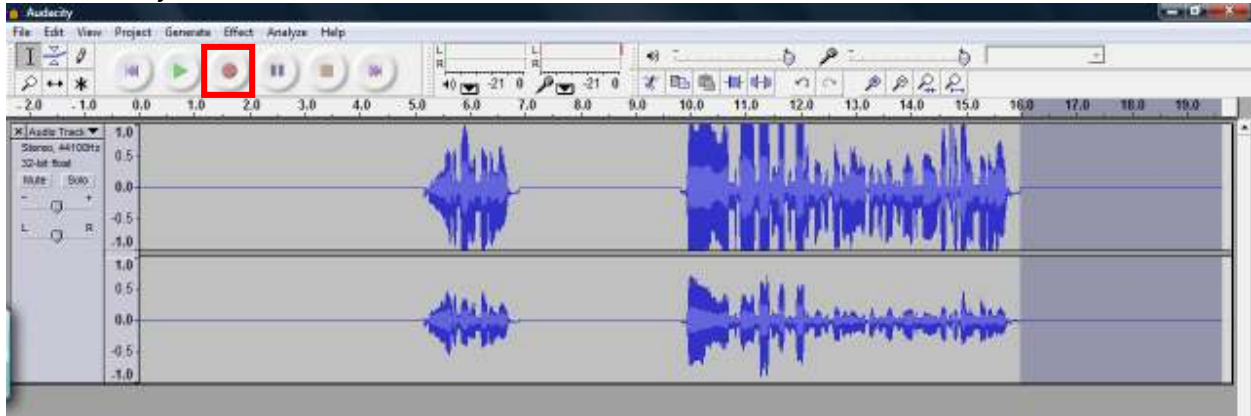 Audacity
File Edit View Project Generate Effect Analyze Help
L
R
L
R
-21 0
-21 0
- 2.0 - 1.0 0.0 1.0 2.0 3.0 4.0 5.0 6.0 7.0 8.0 9.0 10.0 11.0 12.0 13.0 14.0 15.0 16.0 17.0 18.0 19.0
X Audio Track
Stereo, 44100Hz
32-bit float
Mute Solo
- +
L R
1.0
0.5
0.0
-0.5
-1.0
1.0
0.5
0.0
-0.5
-1.0